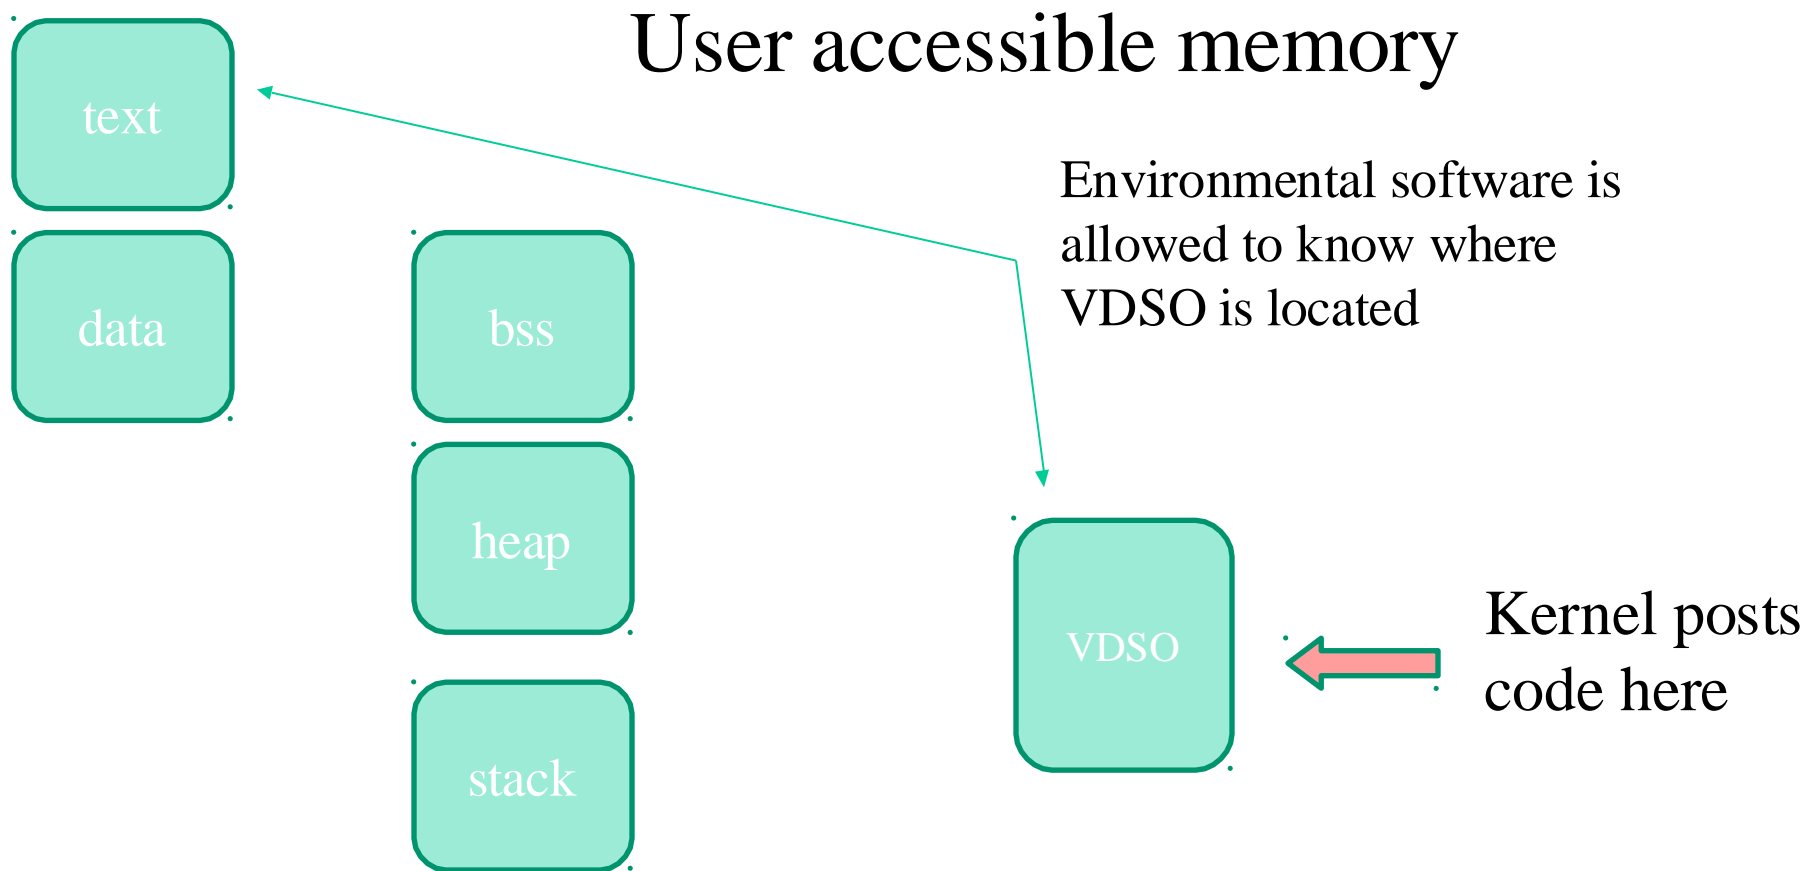 User accessible memory
text
Environmental software is
allowed to know where
VDSO is located
data
bss
heap
VDSO
Kernel posts
code here
stack